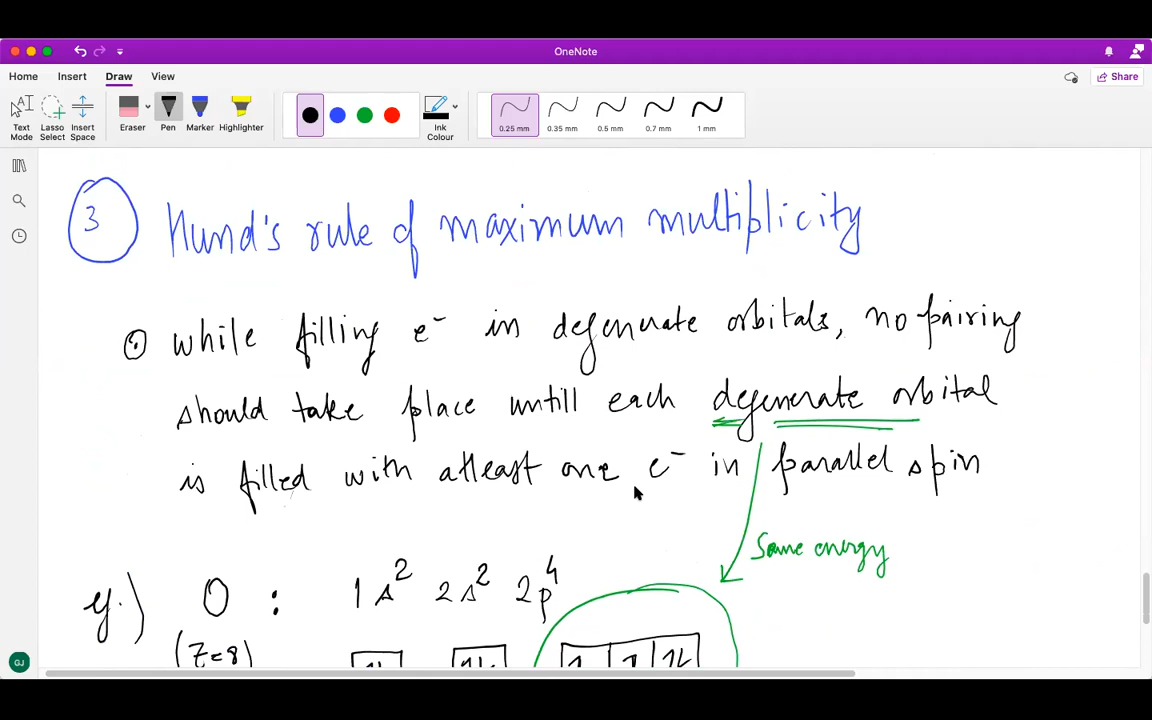 OneNote
Home Insert Draw View
Share
Text Mode
Lasso Select
Insert Space
Eraser
Pen
Marker
Highlighter
Ink Colour
0.25 mm 0.35 mm 0.5 mm 0.7 mm 1 mm
3 Hund's rule of maximum multiplicity
while filling e⁻ in degenerate orbitals, no pairing
should take place untill each degenerate orbital
is filled with atleast one e⁻ in parallel spin
Same energy
eg.) O : 1s² 2s² 2p⁴
(Z=8)
1 1 1L
GJ